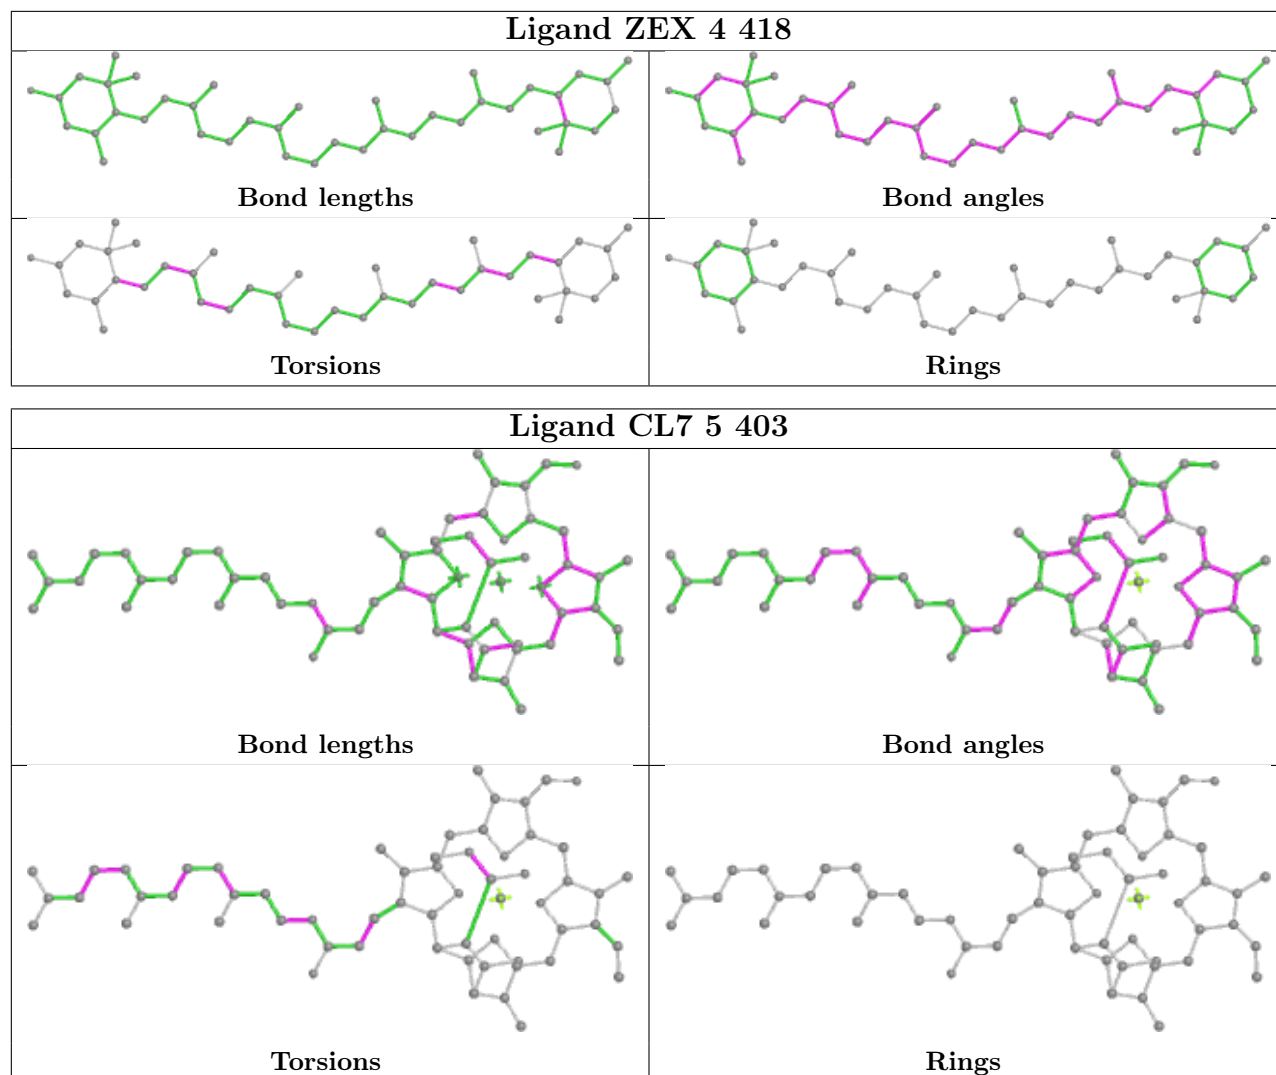 Ligand ZEX 4 418
Bond lengths
Bond angles
Torsions
Rings
Ligand CL7 5 403
Bond lengths
Bond angles
Torsions
Rings